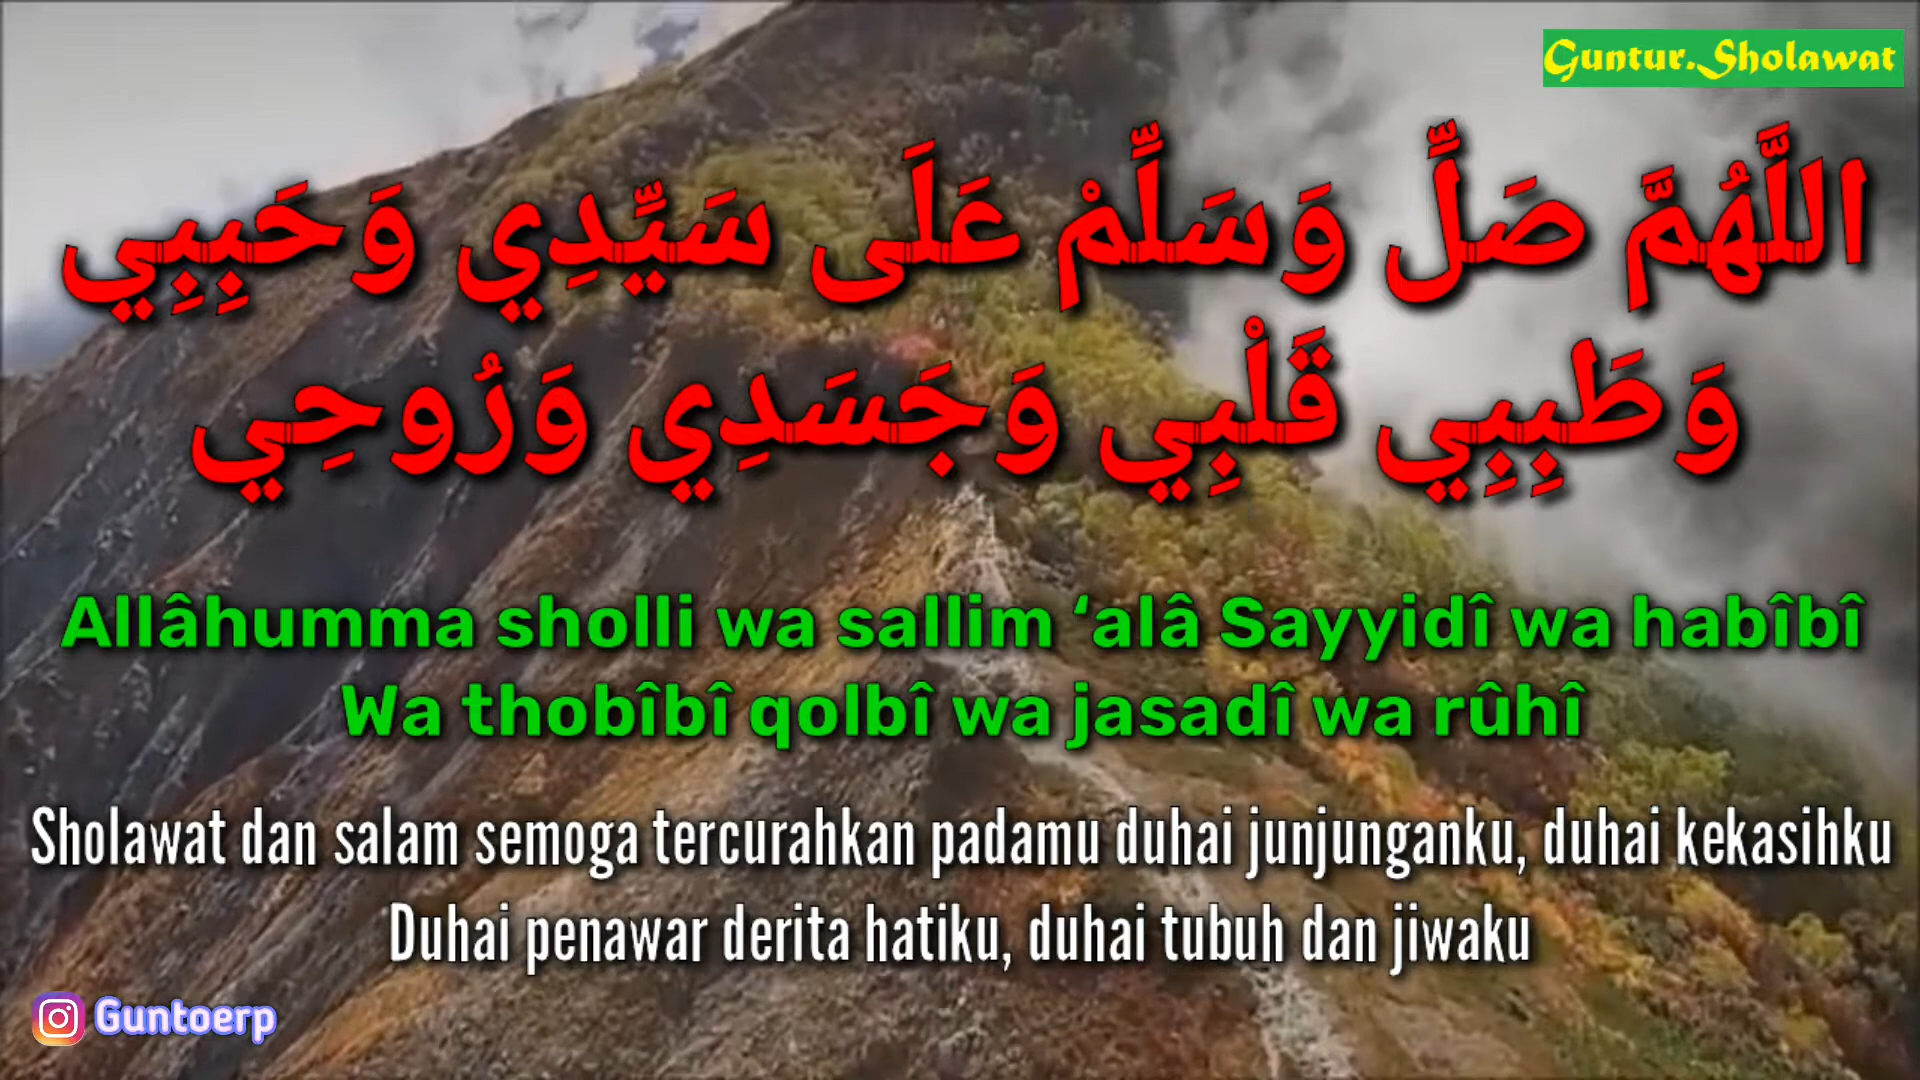 Guntur.Sholawat
اللَّهُمَّ صَلِّ وَسَلِّمْ عَلَى سَيِّدِي وَحَبِبِي
وَطَبِبِي قَلْبِي وَجَسَدِي وَرُوحِي
Allâhumma sholli wa sallim ‘alâ Sayyidî wa habîbî
Wa thobîbî qolbî wa jasadî wa rûhî
Sholawat dan salam semoga tercurahkan padamu duhai junjunganku, duhai kekasihku
Duhai penawar derita hatiku, duhai tubuh dan jiwaku
Guntoerp